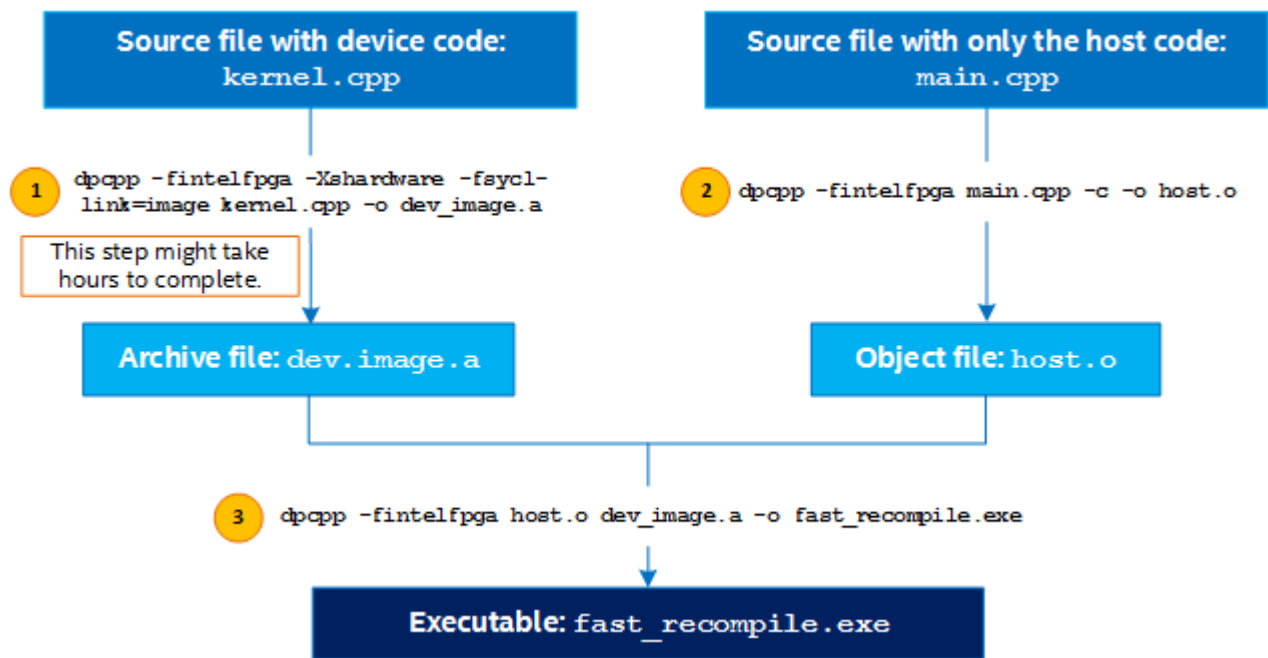 Source file with device code:
kernel.cpp
Source file with only the host code:
main.cpp
1
dpcpp -fintelfpga -Xshardware -fsycl-
link=image kernel.cpp -o dev_image.a
2
dpcpp -fintelfpga main.cpp -c -o host.o
This step might take
hours to complete.
Archive file: dev.image.a
Object file: host.o
3
dpcpp -fintelfpga host.o dev_image.a -o fast_recompile.exe
Executable: fast_recompile.exe